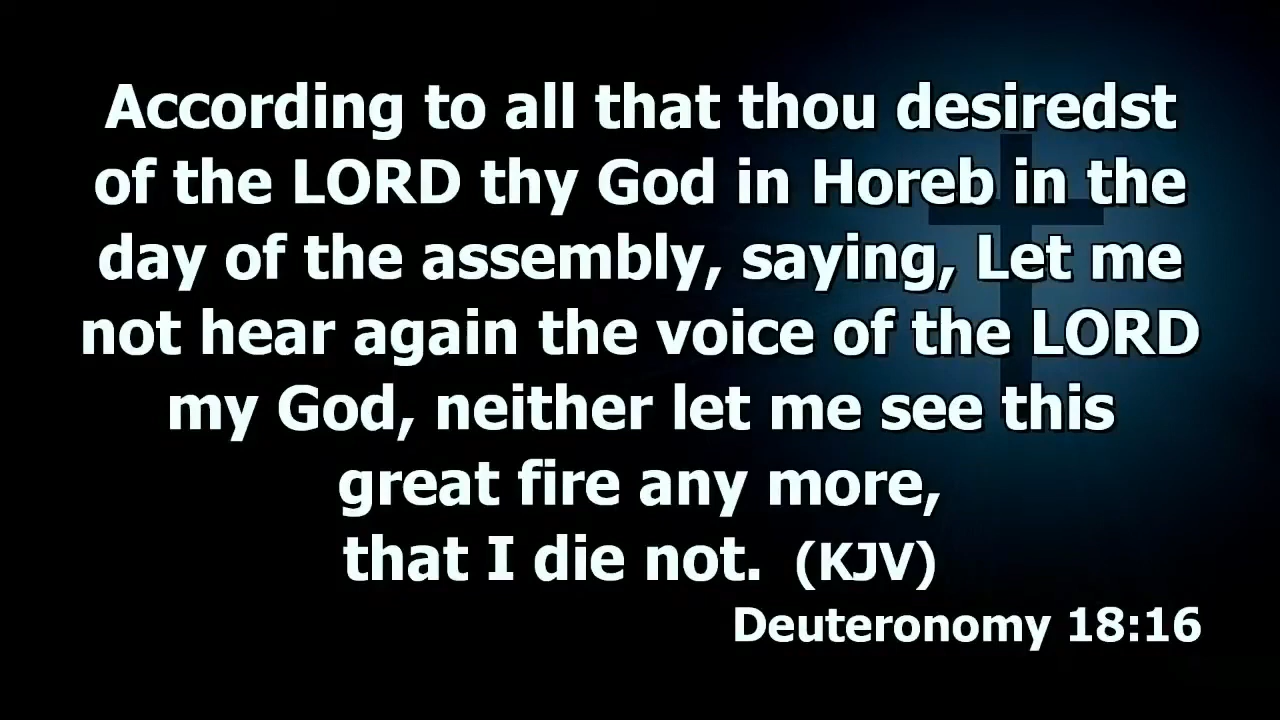 According to all that thou desiredst
of the LORD thy God in Horeb in the
day of the assembly, saying, Let me
not hear again the voice of the LORD
my God, neither let me see this
great fire any more,
that I die not. (KJV)
Deuteronomy 18:16